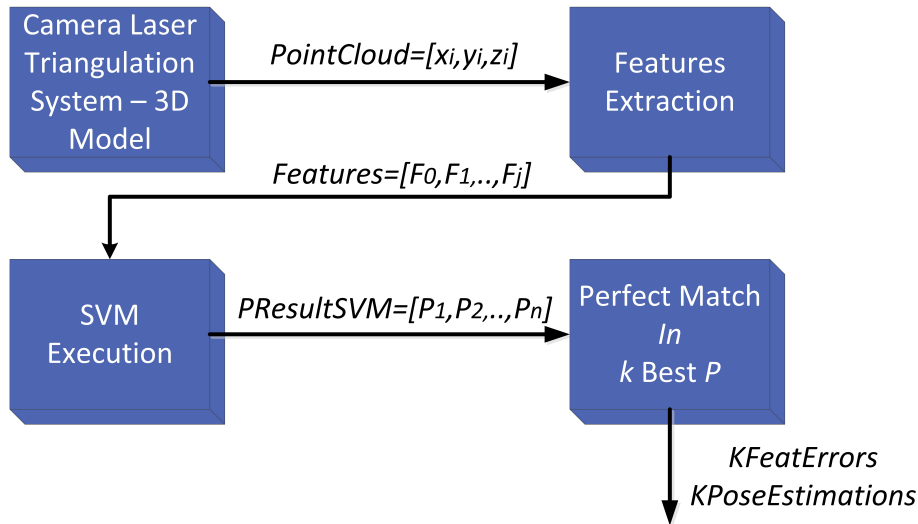 Camera Laser
Triangulation
System – 3D
Model
PointCloud=[xi,yi,zi]
Features
Extraction
Features=[F0,F1,..,Fj]
SVM
Execution
PResultSVM=[P1,P2,..,Pn]
Perfect Match
In
k Best P
KFeatErrors
KPoseEstimations